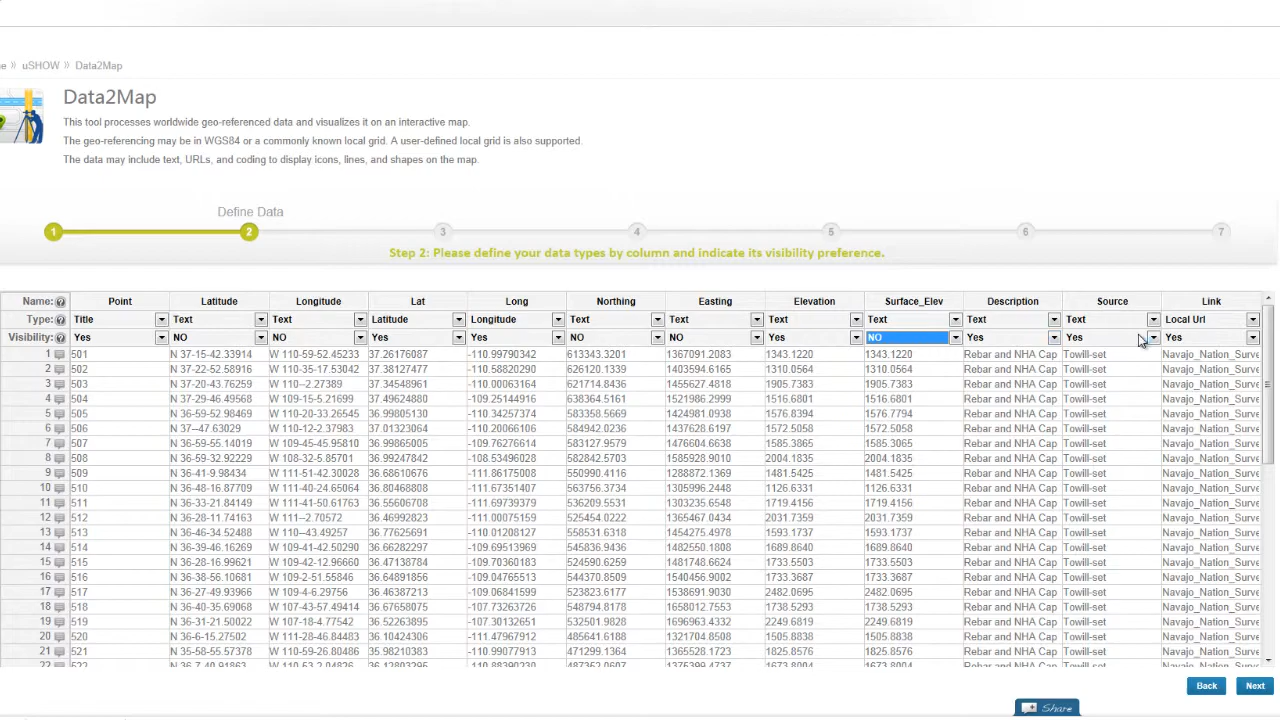 e » uSHOW » Data2Map
Data2Map
This tool processes worldwide geo-referenced data and visualizes it on an interactive map.
The geo-referencing may be in WGS84 or a commonly known local grid. A user-defined local grid is also supported.
The data may include text, URLs, and coding to display icons, lines, and shapes on the map.
Define Data
1 2 3 4 5 6 7
Step 2: Please define your data types by column and indicate its visibility preference.
Name: Point Latitude Longitude Lat Long Northing Easting Elevation Surface_Elev Description Source Link
Type: Title Text Text Latitude Longitude Text Text Text Text Text Text Local Url
Visibility: Yes NO NO Yes Yes NO NO Yes NO Yes Yes Yes
1 501 N 37-15-42.33914 W 110-59-52.45233 37.26176087 -110.99790342 613343.3201 1367091.2083 1343.1220 1343.1220 Rebar and NHA Cap Towill-set Navajo_Nation_Surve
2 502 N 37-22-52.58916 W 110-35-17.53042 37.38127477 -110.58820290 626120.1339 1403594.6165 1310.0564 1310.0564 Rebar and NHA Cap Towill-set Navajo_Nation_Surve
3 503 N 37-20-43.76259 W 110--2.27389 37.34548961 -110.00063164 621714.8436 1455627.4818 1905.7383 1905.7383 Rebar and NHA Cap Towill-set Navajo_Nation_Surve
4 504 N 37-29-46.49568 W 109-15-5.21699 37.49624880 -109.25144916 638364.5161 1521986.2999 1516.6801 1516.6801 Rebar and NHA Cap Towill-set Navajo_Nation_Surve
5 505 N 36-59-52.98469 W 110-20-33.26545 36.99805130 -110.34257374 583558.5669 1424981.0938 1576.8394 1576.7794 Rebar and NHA Cap Towill-set Navajo_Nation_Surve
6 506 N 37--47.63029 W 110-12-2.37983 37.01323064 -110.20066106 584942.0236 1437628.6197 1572.5058 1572.5058 Rebar and NHA Cap Towill-set Navajo_Nation_Surve
7 507 N 36-59-55.14019 W 109-45-45.95810 36.99865005 -109.76276614 583127.9579 1476604.6638 1585.3865 1585.3065 Rebar and NHA Cap Towill-set Navajo_Nation_Surve
8 508 N 36-59-32.92229 W 108-32-5.85701 36.99247842 -108.53496028 582842.5703 1585928.9010 2004.1835 2004.1835 Rebar and NHA Cap Towill-set Navajo_Nation_Surve
9 509 N 36-41-9.98434 W 111-51-42.30028 36.68610676 -111.86175008 550990.4116 1288872.1369 1481.5425 1481.5425 Rebar and NHA Cap Towill-set Navajo_Nation_Surve
10 510 N 36-48-16.87709 W 111-40-24.65064 36.80468808 -111.67351407 563756.3734 1305996.2448 1126.6331 1126.6331 Rebar and NHA Cap Towill-set Navajo_Nation_Surve
11 511 N 36-33-21.84149 W 111-41-50.61763 36.55606708 -111.69739379 536209.5531 1303235.6548 1719.4156 1719.4156 Rebar and NHA Cap Towill-set Navajo_Nation_Surve
12 512 N 36-28-11.74163 W 111--2.70572 36.46992823 -111.00075159 525454.0222 1365467.0434 2031.7359 2031.7359 Rebar and NHA Cap Towill-set Navajo_Nation_Surve
13 513 N 36-46-34.52488 W 110--43.49257 36.77625691 -110.01208127 558531.6318 1454275.4978 1593.1737 1593.1737 Rebar and NHA Cap Towill-set Navajo_Nation_Surve
14 514 N 36-39-46.16269 W 109-41-42.50290 36.66282297 -109.69513969 545836.9436 1482550.1808 1689.8640 1689.8640 Rebar and NHA Cap Towill-set Navajo_Nation_Surve
15 515 N 36-28-16.99621 W 109-42-12.96660 36.47138784 -109.70360183 524590.6259 1481748.6624 1733.5503 1733.5503 Rebar and NHA Cap Towill-set Navajo_Nation_Surve
16 516 N 36-38-56.10681 W 109-2-51.55846 36.64891856 -109.04765513 544370.8509 1540456.9002 1733.3687 1733.3687 Rebar and NHA Cap Towill-set Navajo_Nation_Surve
17 517 N 36-27-49.93966 W 109-4-6.29756 36.46387213 -109.06841599 523823.6177 1538691.9030 2482.0695 2482.0695 Rebar and NHA Cap Towill-set Navajo_Nation_Surve
18 518 N 36-40-35.69068 W 107-43-57.49414 36.67658075 -107.73263726 548794.8178 1658012.7553 1738.5293 1738.5293 Rebar and NHA Cap Towill-set Navajo_Nation_Surve
19 519 N 36-31-21.50022 W 107-18-4.77542 36.52263895 -107.30132651 532501.9828 1696963.4332 2249.6819 2249.6819 Rebar and NHA Cap Towill-set Navajo_Nation_Surve
20 520 N 36-6-15.27502 W 111-28-46.84483 36.10424306 -111.47967912 485641.6188 1321704.8508 1505.8838 1505.8838 Rebar and NHA Cap Towill-set Navajo_Nation_Surve
21 521 N 35-58-55.57378 W 110-59-26.80486 35.98210383 -110.99077913 471299.1364 1365528.1773 1825.8576 1825.8576 Rebar and NHA Cap Towill-set Navajo_Nation_Surve
22 522 Rebar and NHA Cap Towill-set Navajo_Nation_Surve
Back Next
Share